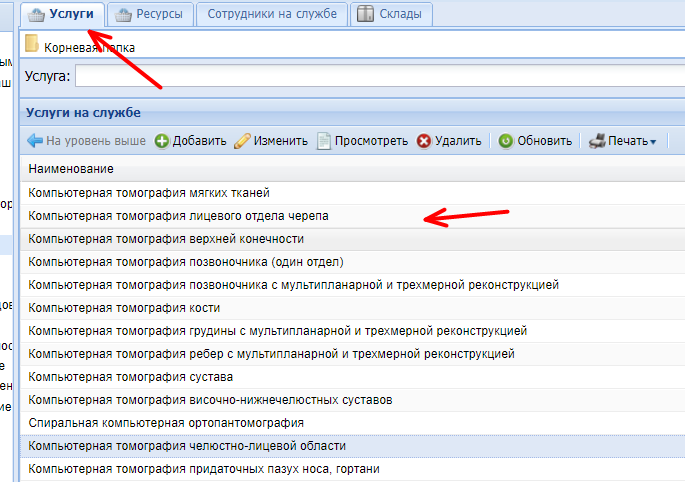 Услуги Ресурсы Сотрудники на службе Склады
Корневая папка
Услуга:
Услуги на службе
На уровень выше Добавить Изменить Просмотреть Удалить Обновить Печать
Наименование
Компьютерная томография мягких тканей
Компьютерная томография лицевого отдела черепа
Компьютерная томография верхней конечности
Компьютерная томография позвоночника (один отдел)
Компьютерная томография позвоночника с мультипланарной и трехмерной реконструкцией
Компьютерная томография кости
Компьютерная томография грудины с мультипланарной и трехмерной реконструкцией
Компьютерная томография ребер с мультипланарной и трехмерной реконструкцией
Компьютерная томография сустава
Компьютерная томография височно-нижнечелюстных суставов
Спиральная компьютерная ортопантомография
Компьютерная томография челюстно-лицевой области
Компьютерная томография придаточных пазух носа, гортани